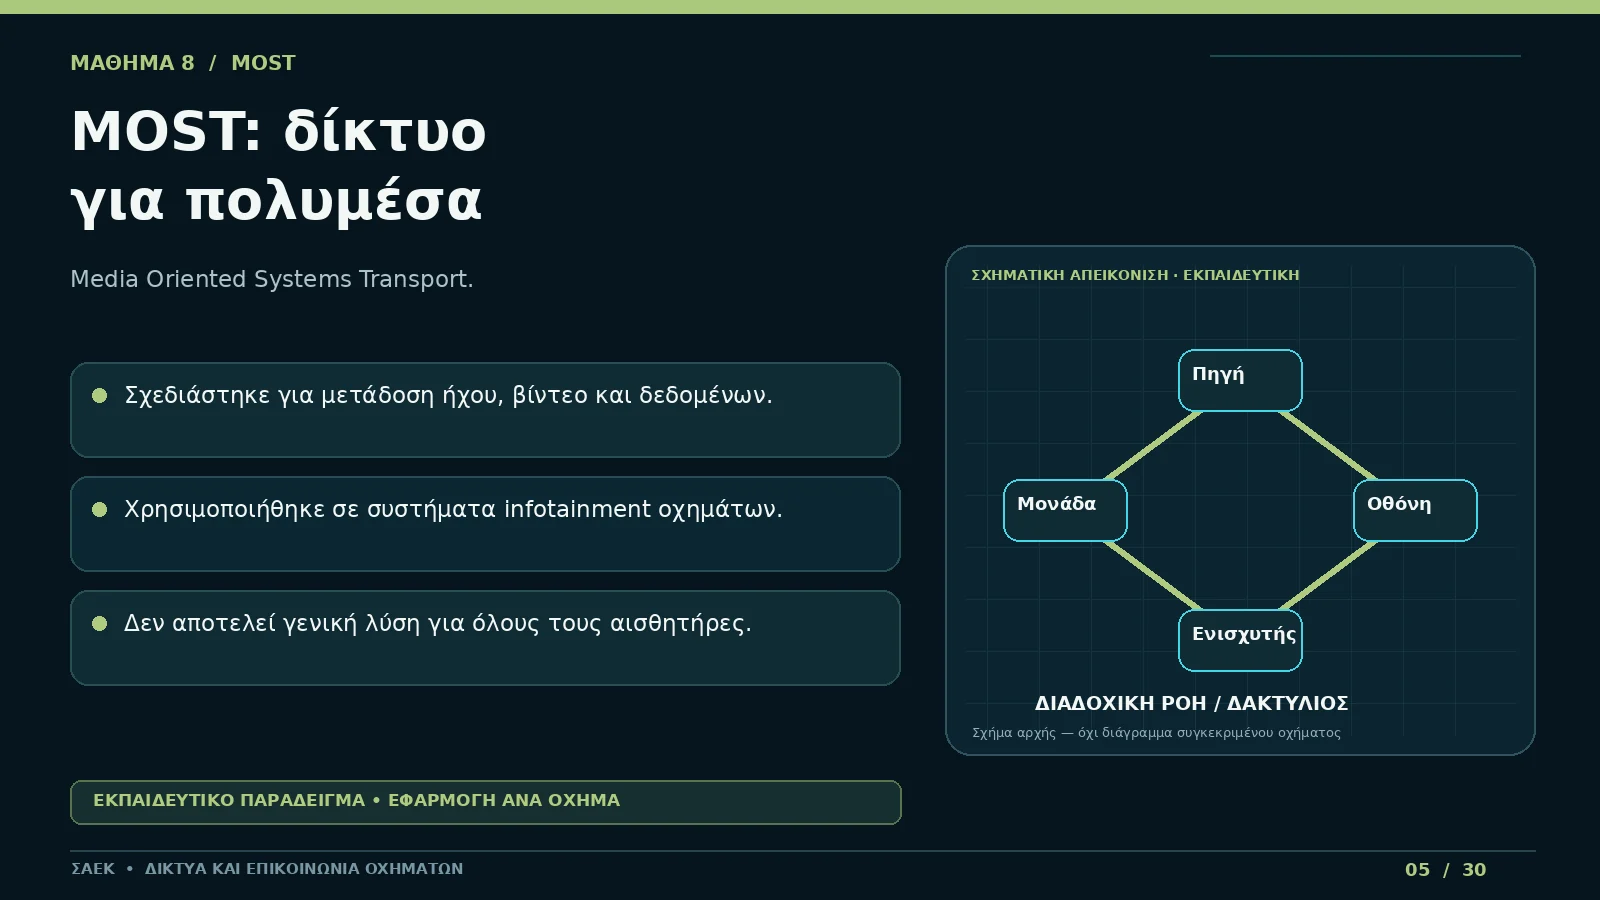 ΜΑΘΗΜΑ 8 / MOST
MOST: δίκτυο
για πολυμέσα
Media Oriented Systems Transport.
Σχεδιάστηκε για μετάδοση ήχου, βίντεο και δεδομένων.
Χρησιμοποιήθηκε σε συστήματα infotainment οχημάτων.
Δεν αποτελεί γενική λύση για όλους τους αισθητήρες.
ΕΚΠΑΙΔΕΥΤΙΚΟ ΠΑΡΑΔΕΙΓΜΑ • ΕΦΑΡΜΟΓΗ ΑΝΑ ΟΧΗΜΑ
ΣΧΗΜΑΤΙΚΗ ΑΠΕΙΚΟΝΙΣΗ · ΕΚΠΑΙΔΕΥΤΙΚΗ
Πηγή
Μονάδα
Οθόνη
Ενισχυτής
ΔΙΑΔΟΧΙΚΗ ΡΟΗ / ΔΑΚΤΥΛΙΟΣ
Σχήμα αρχής — όχι διάγραμμα συγκεκριμένου οχήματος
ΣΑΕΚ • ΔΙΚΤΥΑ ΚΑΙ ΕΠΙΚΟΙΝΩΝΙΑ ΟΧΗΜΑΤΩΝ
05 / 30